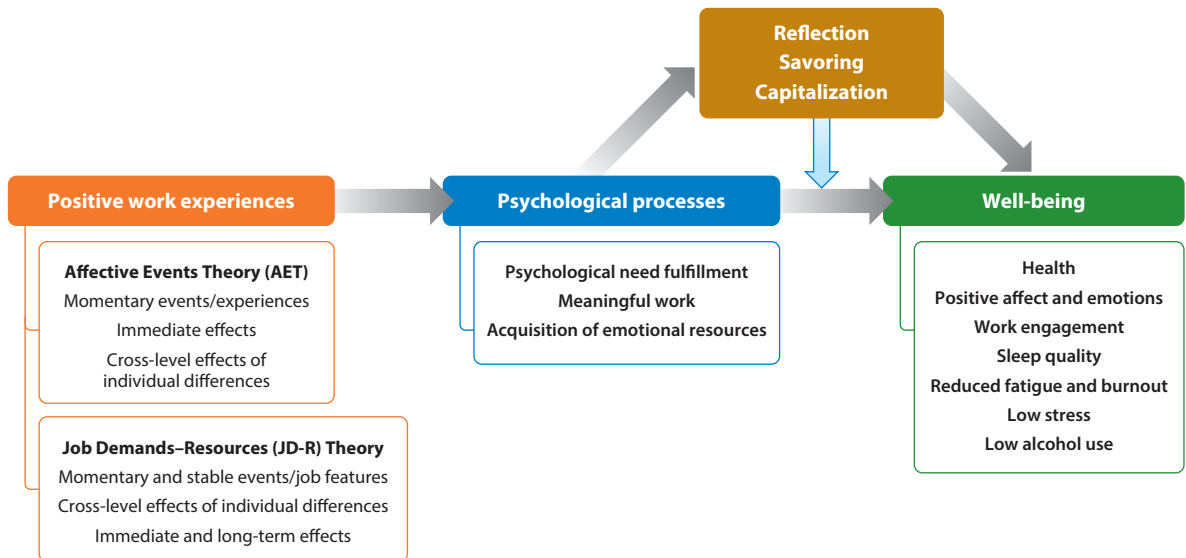 Reflection
Savoring
Capitalization
Positive work experiences
Psychological processes
Well-being
Affective Events Theory (AET)
Momentary events/experiences
Immediate effects
Cross-level effects of
individual differences
Job Demands–Resources (JD-R) Theory
Momentary and stable events/job features
Cross-level effects of individual differences
Immediate and long-term effects
Psychological need fulfillment
Meaningful work
Acquisition of emotional resources
Health
Positive affect and emotions
Work engagement
Sleep quality
Reduced fatigue and burnout
Low stress
Low alcohol use